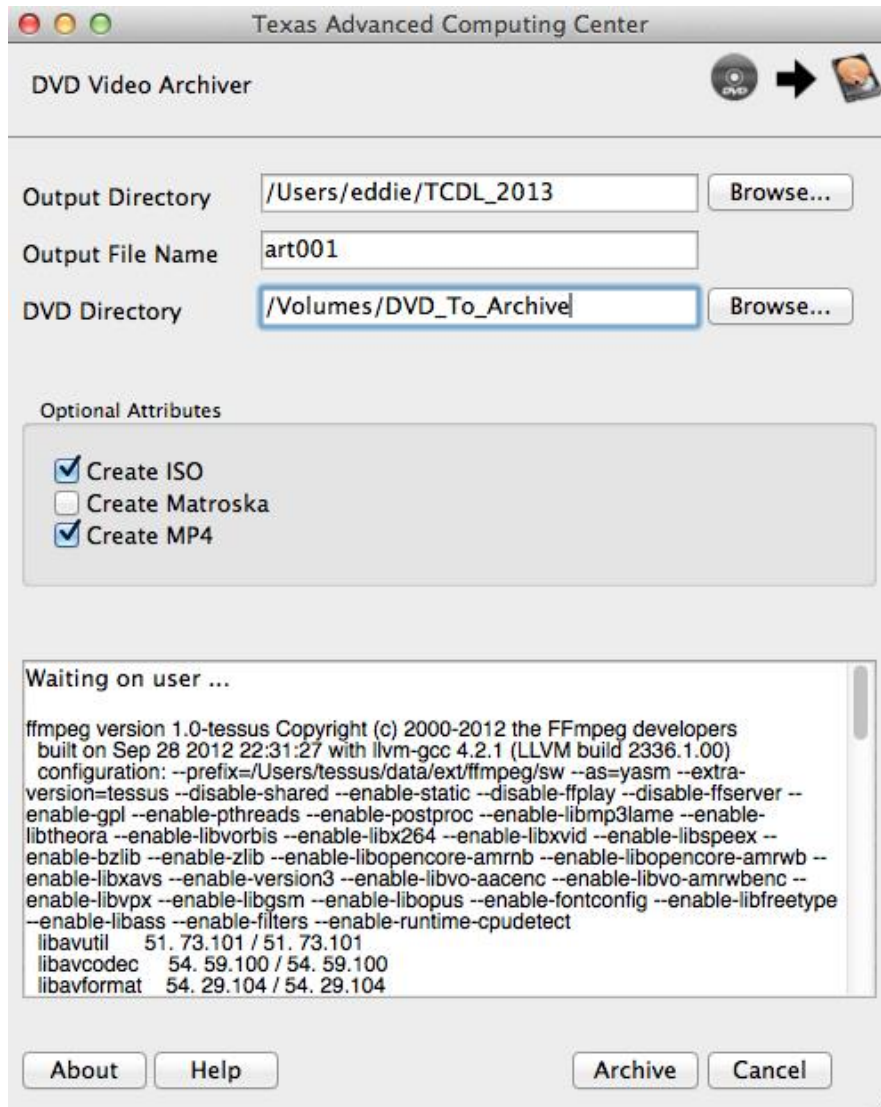 Texas Advanced Computing Center
DVD Video Archiver
DVD
Output Directory /Users/eddie/TCDL_2013 Browse...
Output File Name art001
DVD Directory /Volumes/DVD_To_Archive Browse...
Optional Attributes
Create ISO
Create Matroska
Create MP4
Waiting on user ...
ffmpeg version 1.0-tessus Copyright (c) 2000-2012 the FFmpeg developers
built on Sep 28 2012 22:31:27 with llvm-gcc 4.2.1 (LLVM build 2336.1.00)
configuration: --prefix=/Users/tessus/data/ext/ffmpeg/sw --as=yasm --extra-
version=tessus --disable-shared --enable-static --disable-ffplay --disable-ffserver --
enable-gpl --enable-pthreads --enable-postproc --enable-libmp3lame --enable-
libtheora --enable-libvorbis --enable-libx264 --enable-libxvid --enable-libspeex --
enable-bzlib --enable-zlib --enable-libopencore-amrnb --enable-libopencore-amrwb --
enable-libxavs --enable-version3 --enable-libvo-aacenc --enable-libvo-amrwbenc --
enable-libvpx --enable-libgsm --enable-libopus --enable-fontconfig --enable-libfreetype
--enable-libass --enable-filters --enable-runtime-cpudetect
libavutil 51. 73.101 / 51. 73.101
libavcodec 54. 59.100 / 54. 59.100
libavformat 54. 29.104 / 54. 29.104
About Help Archive Cancel